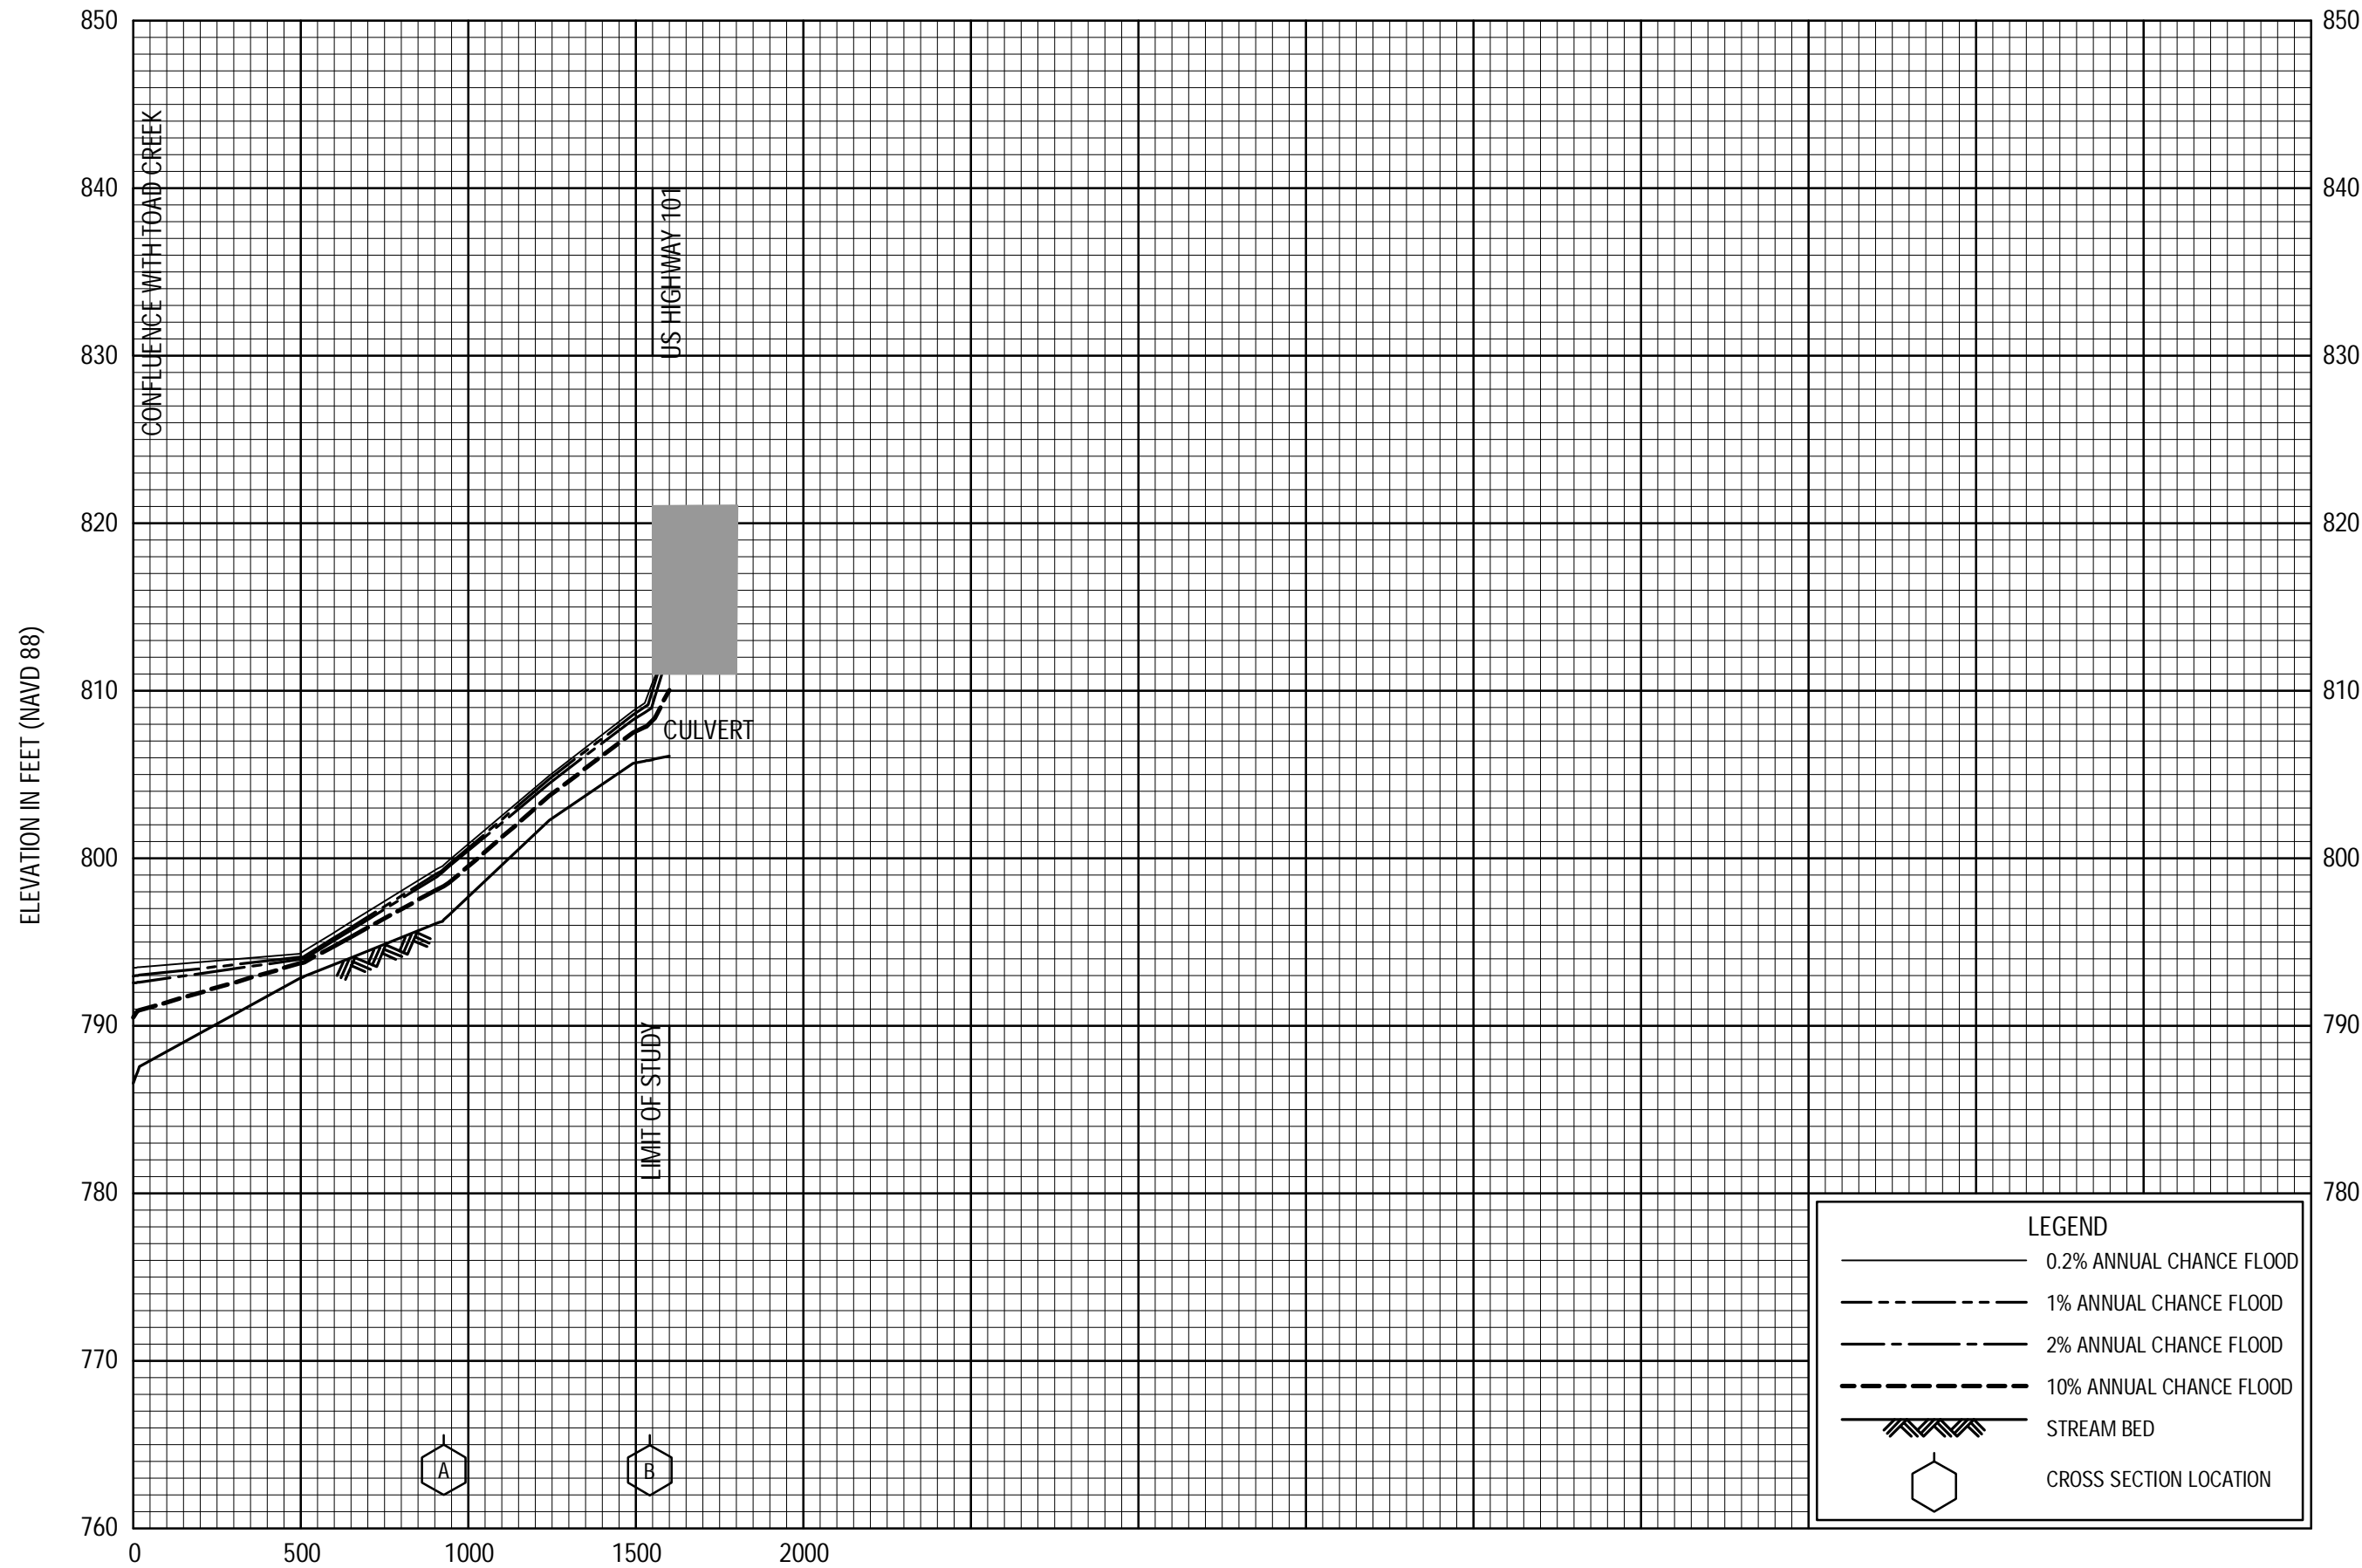 850
850
CONFLUENCE WITH TOAD CREEK
840
US HIGHWAY 101
840
830
830
820
820
810
810
CULVERT
ELEVATION IN FEET (NAVD 88)
800
800
790
790
LIMIT OF STUDY
780
780
LEGEND
0.2% ANNUAL CHANCE FLOOD
1% ANNUAL CHANCE FLOOD
2% ANNUAL CHANCE FLOOD
10% ANNUAL CHANCE FLOOD
STREAM BED
CROSS SECTION LOCATION
770
A
B
760
0 500 1000 1500 2000